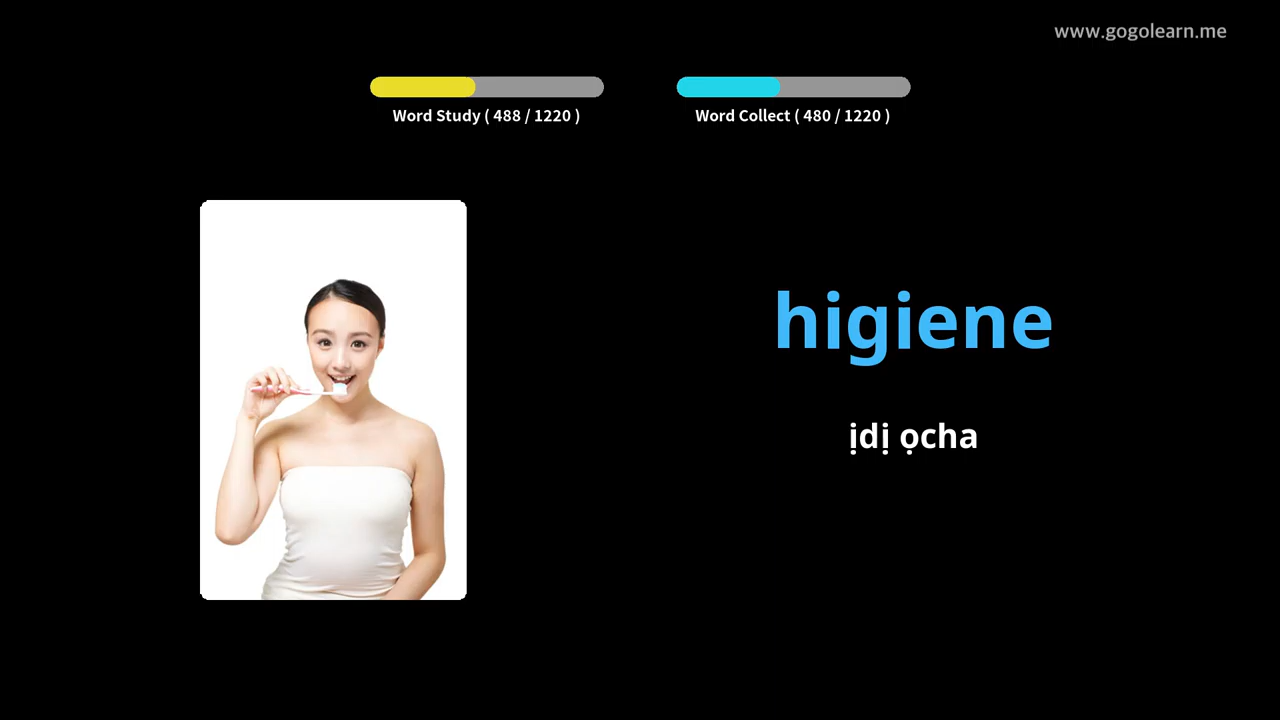 www.gogolearn.me
Word Study ( 488 / 1220 )
Word Collect ( 480 / 1220 )
higiene
ịdị ọcha